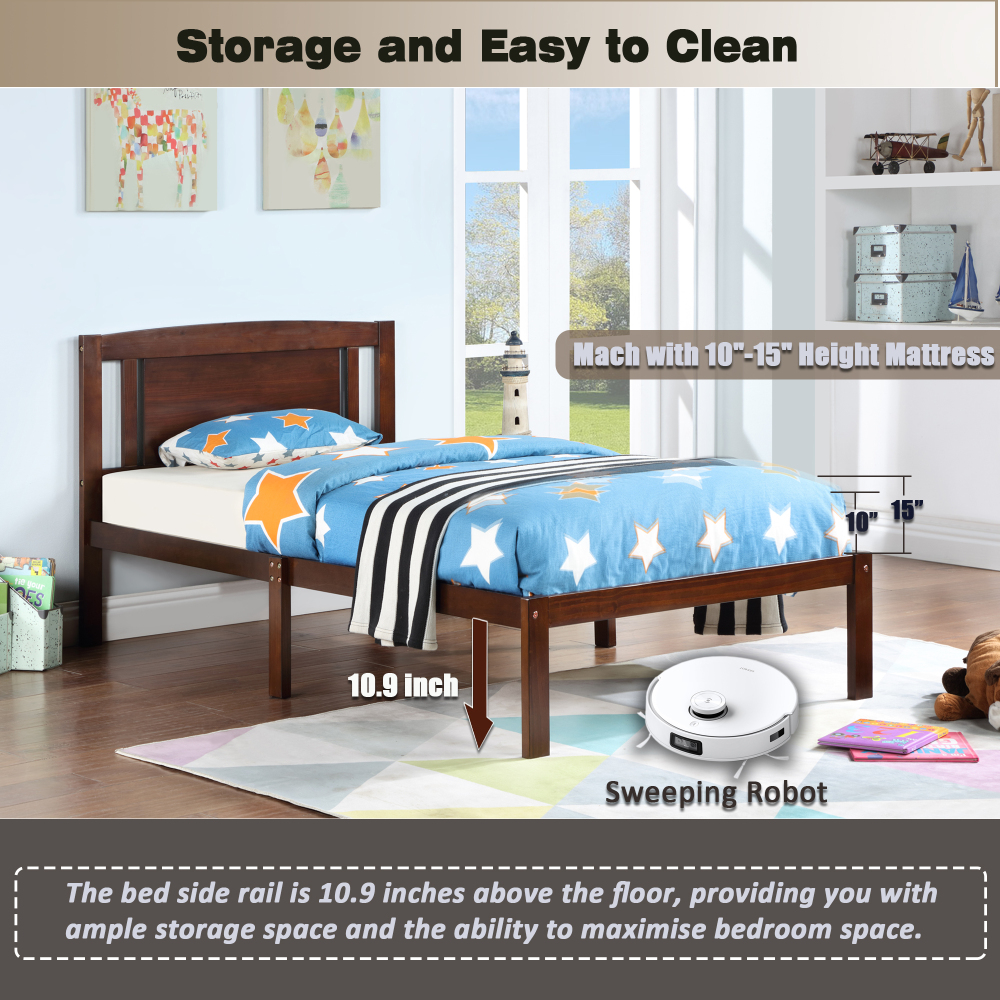 Storage and Easy to Clean
Mach with 10"-15" Height Mattress
10"
15"
10.9 inch
Sweeping Robot
The bed side rail is 10.9 inches above the floor, providing you with
ample storage space and the ability to maximise bedroom space.